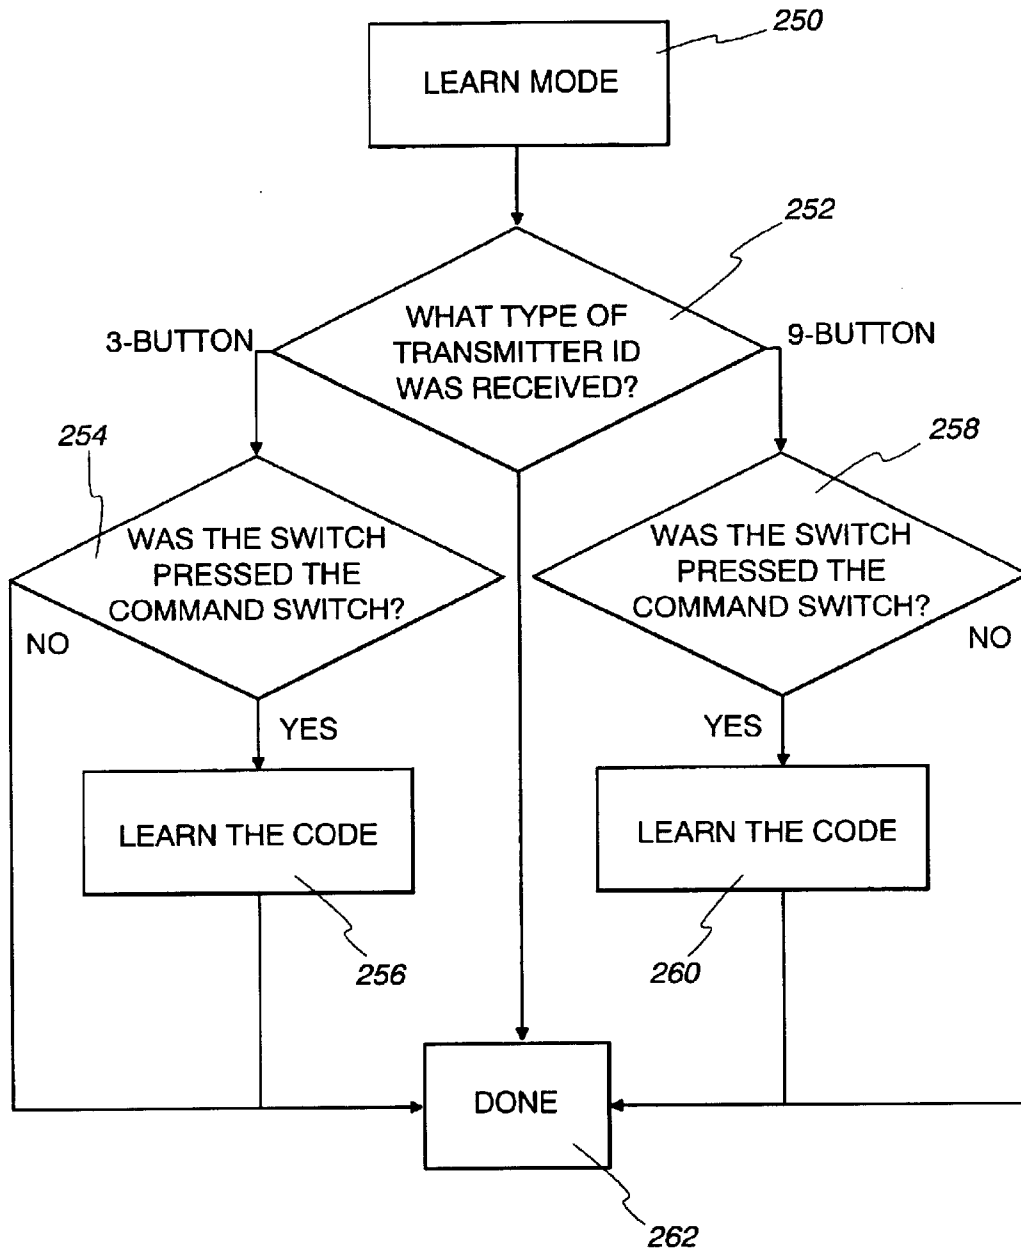 250
LEARN MODE
252
WHAT TYPE OF
TRANSMITTER ID
WAS RECEIVED?
3-BUTTON
9-BUTTON
254
258
WAS THE SWITCH
PRESSED THE
COMMAND SWITCH?
WAS THE SWITCH
PRESSED THE
COMMAND SWITCH?
NO
NO
YES
YES
LEARN THE CODE
LEARN THE CODE
256
260
DONE
262